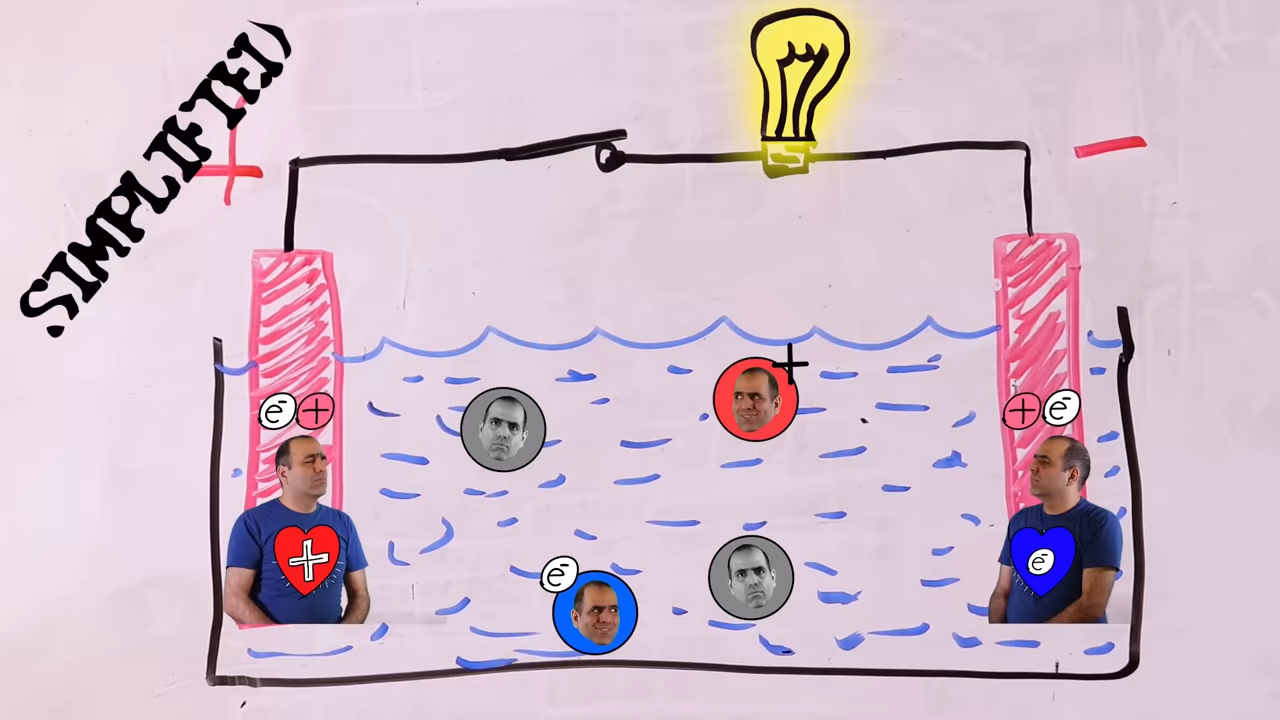 SIMPLIFIED
+
-
+
e⁻ +
+ e⁻
+
e⁻
e⁻